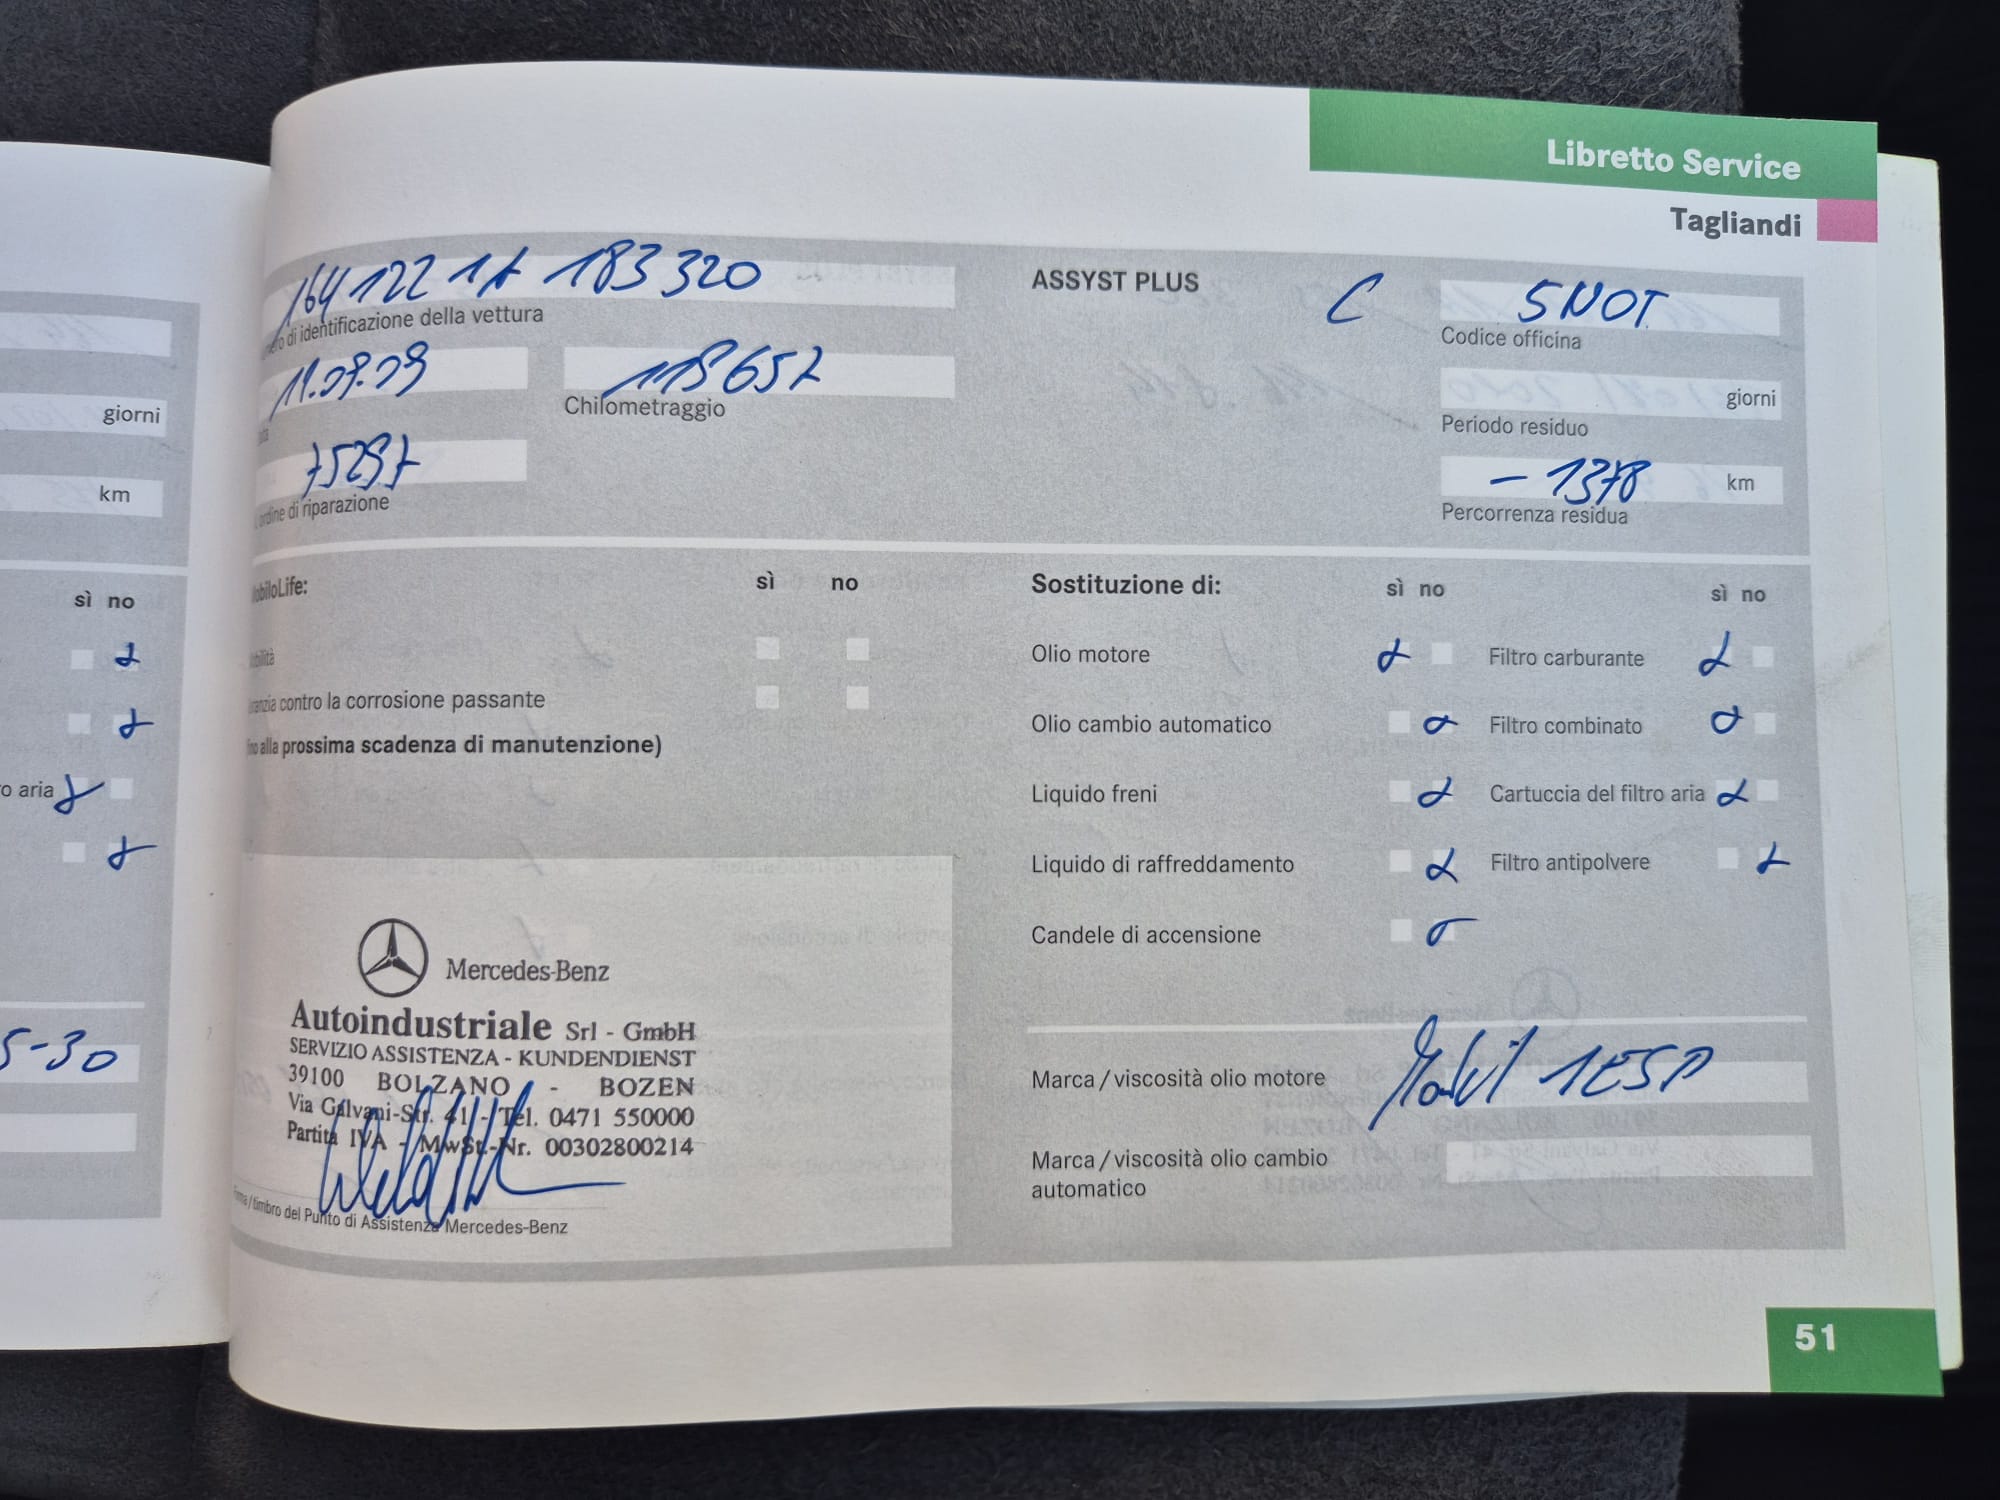 Libretto Service
Tagliandi
164 122 1A 183 320
di identificazione della vettura
ASSYST PLUS C
5NOT
Codice officina
11.09.09
118657
Chilometraggio
giorni
Periodo residuo
75297
ordine di riparazione
- 1378 km
Percorrenza residua
giorni
km
sì no
o aria
5-30
MobiloLife: sì no
contro la corrosione passante
alla prossima scadenza di manutenzione)
Sostituzione di: sì no sì no
Olio motore Filtro carburante
Olio cambio automatico Filtro combinato
Liquido freni Cartuccia del filtro aria
Liquido di raffreddamento Filtro antipolvere
Candele di accensione
Marca / viscosità olio motore Mobil 1 ESP
Marca / viscosità olio cambio
automatico
Mercedes-Benz
Autoindustriale Srl - GmbH
SERVIZIO ASSISTENZA - KUNDENDIENST
39100 BOLZANO - BOZEN
Via Galvani-Str. 41 - Tel. 0471 550000
Partita IVA - MwSt.-Nr. 00302800214
/ timbro del Punto di Assistenza Mercedes-Benz
51